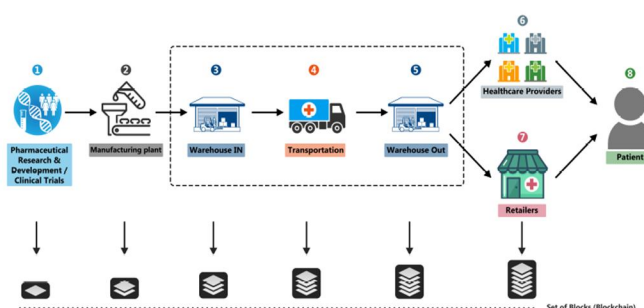 1
2
3
4
5
6
7
8
Pharmaceutical
Research &
Development /
Clinical Trials
Manufacturing plant
Warehouse IN
Transportation
Warehouse Out
Healthcare Providers
Retailers
Patient
Set of Blocks (Blockchain)